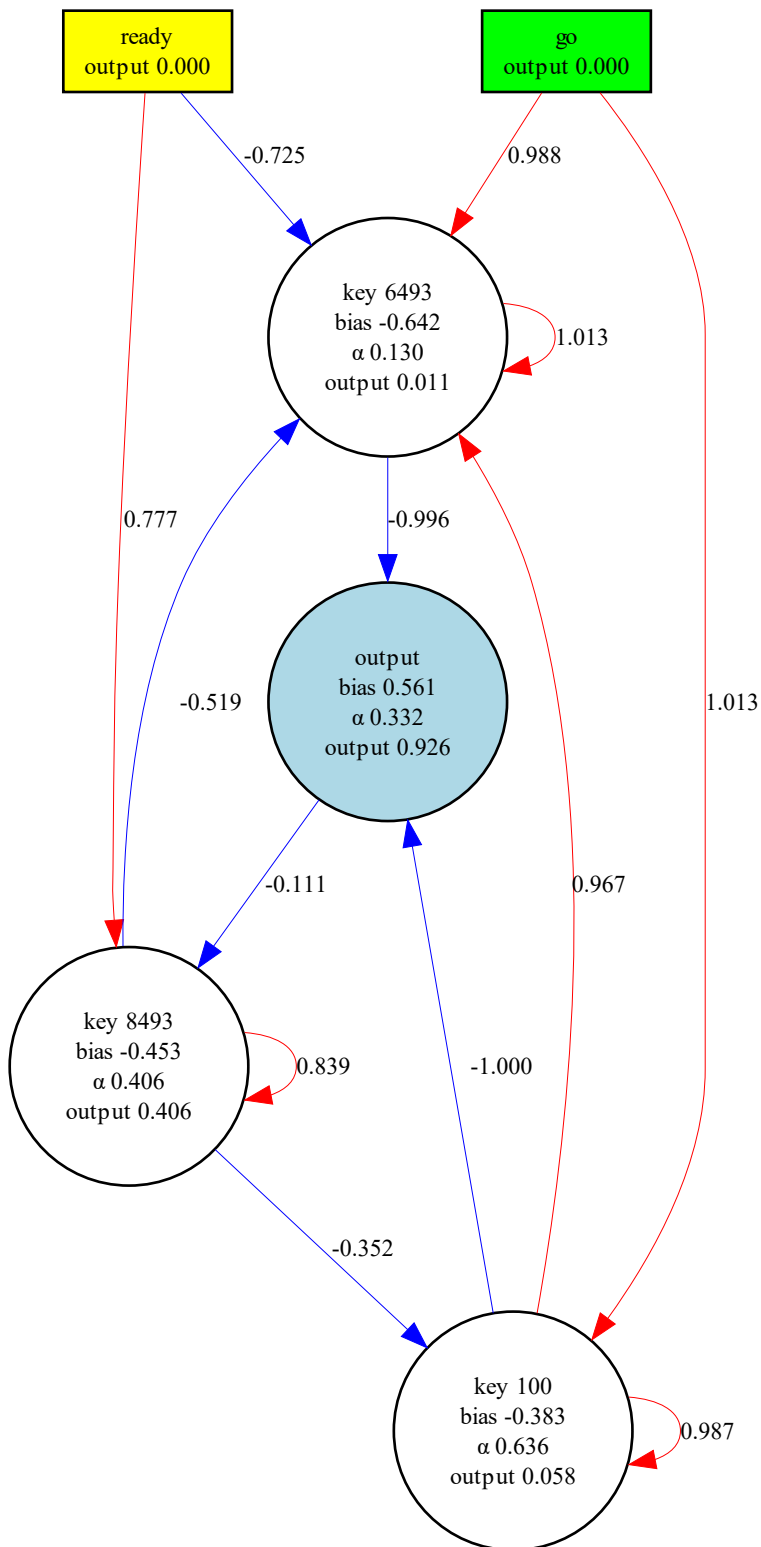 ready
output 0.000
go
output 0.000
-0.725
0.988
key 6493
bias -0.642
α 0.130
output 0.011
1.013
0.777
-0.996
-0.519
output
bias 0.561
α 0.332
output 0.926
1.013
-0.111
0.967
key 8493
bias -0.453
α 0.406
output 0.406
0.839
-1.000
-0.352
key 100
bias -0.383
α 0.636
output 0.058
0.987